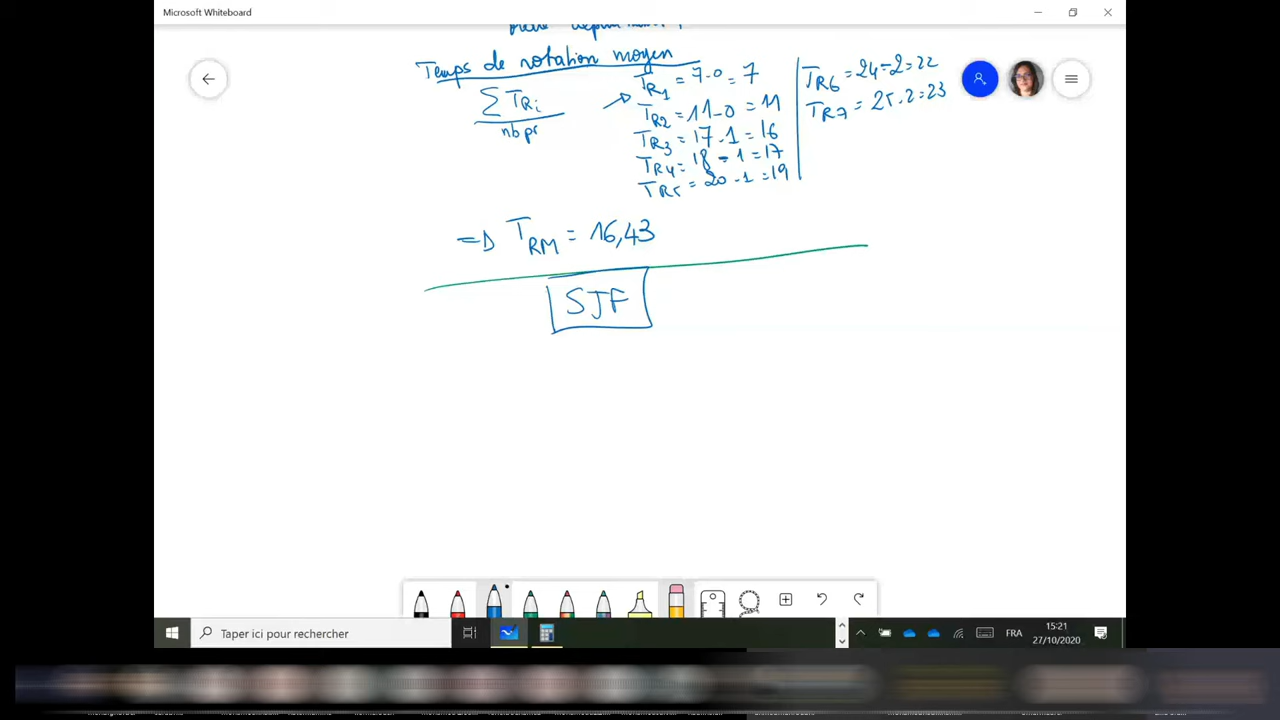 Microsoft Whiteboard
Temps de rotation moyen
∑ TRi
nb pr
TR1 = 7-0 = 7
TR2 = 11-0 = 11
TR3 = 17-1 = 16
TR4 = 18-1 = 17
TR5 = 20-1 = 19
TR6 = 24-2 = 22
TR7 = 25-2 = 23
=> TRM = 16,43
SJF
Taper ici pour rechercher
FRA
15:21
27/10/2020